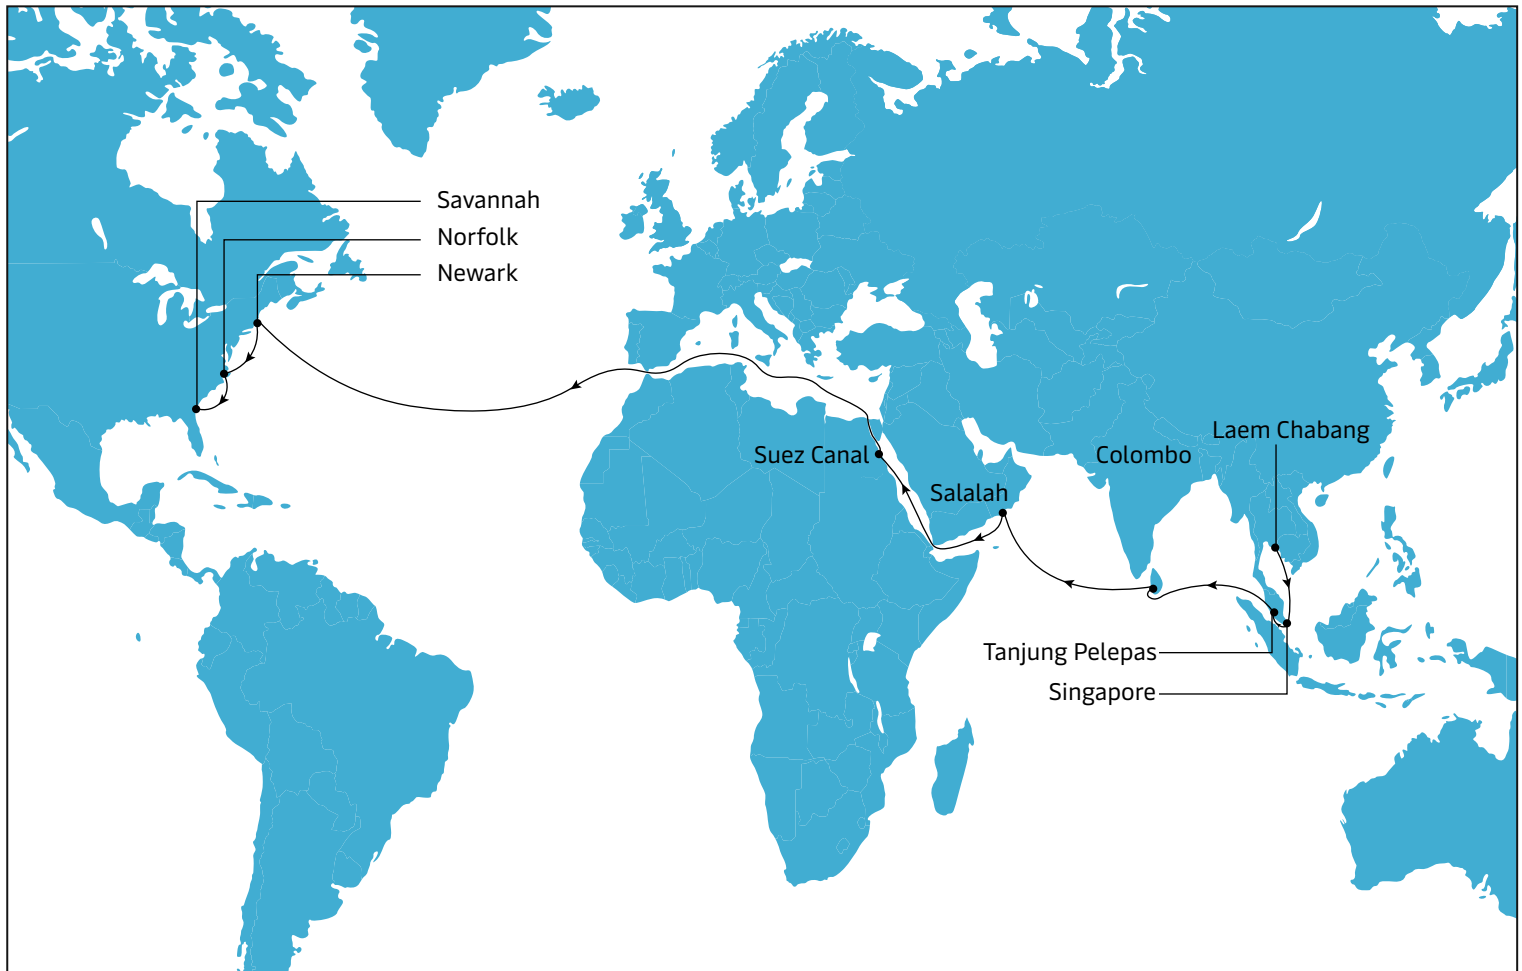 Savannah
Norfolk
Newark
Laem Chabang
Suez Canal
Colombo
Salalah
Tanjung Pelepas
Singapore